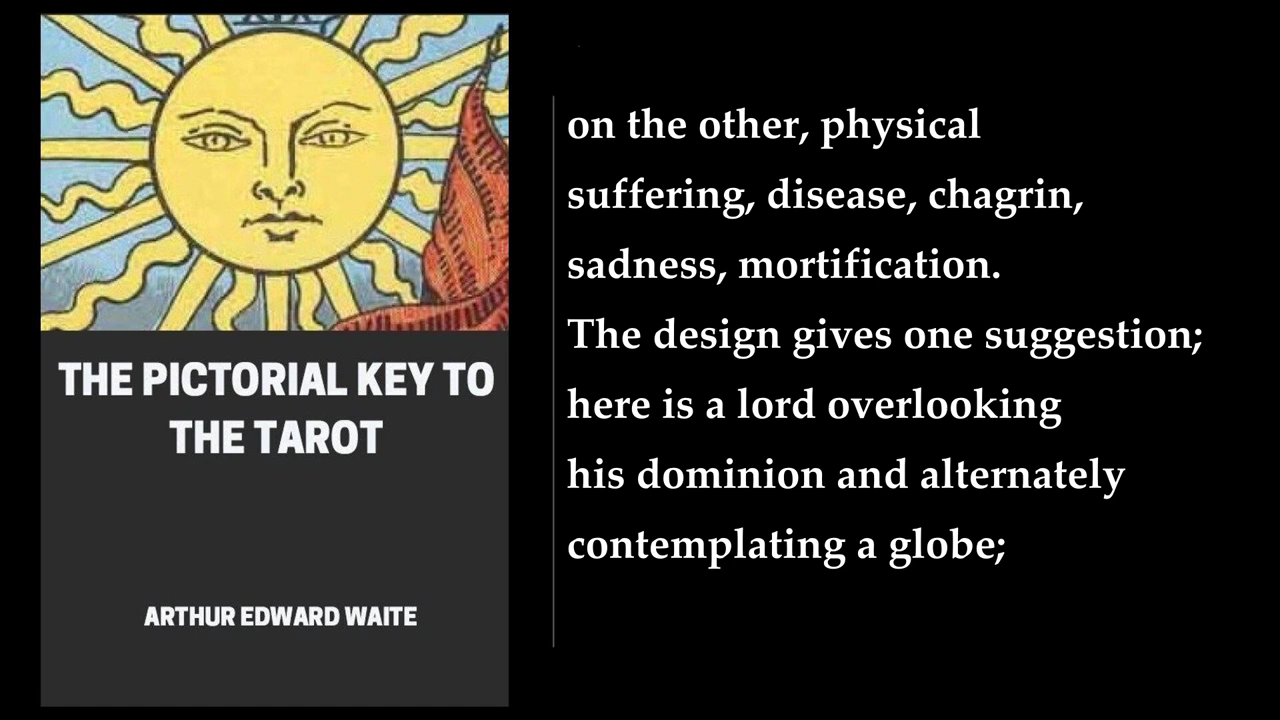 XIX
THE PICTORIAL KEY TO
THE TAROT
ARTHUR EDWARD WAITE
on the other, physical
suffering, disease, chagrin,
sadness, mortification.
The design gives one suggestion;
here is a lord overlooking
his dominion and alternately
contemplating a globe;